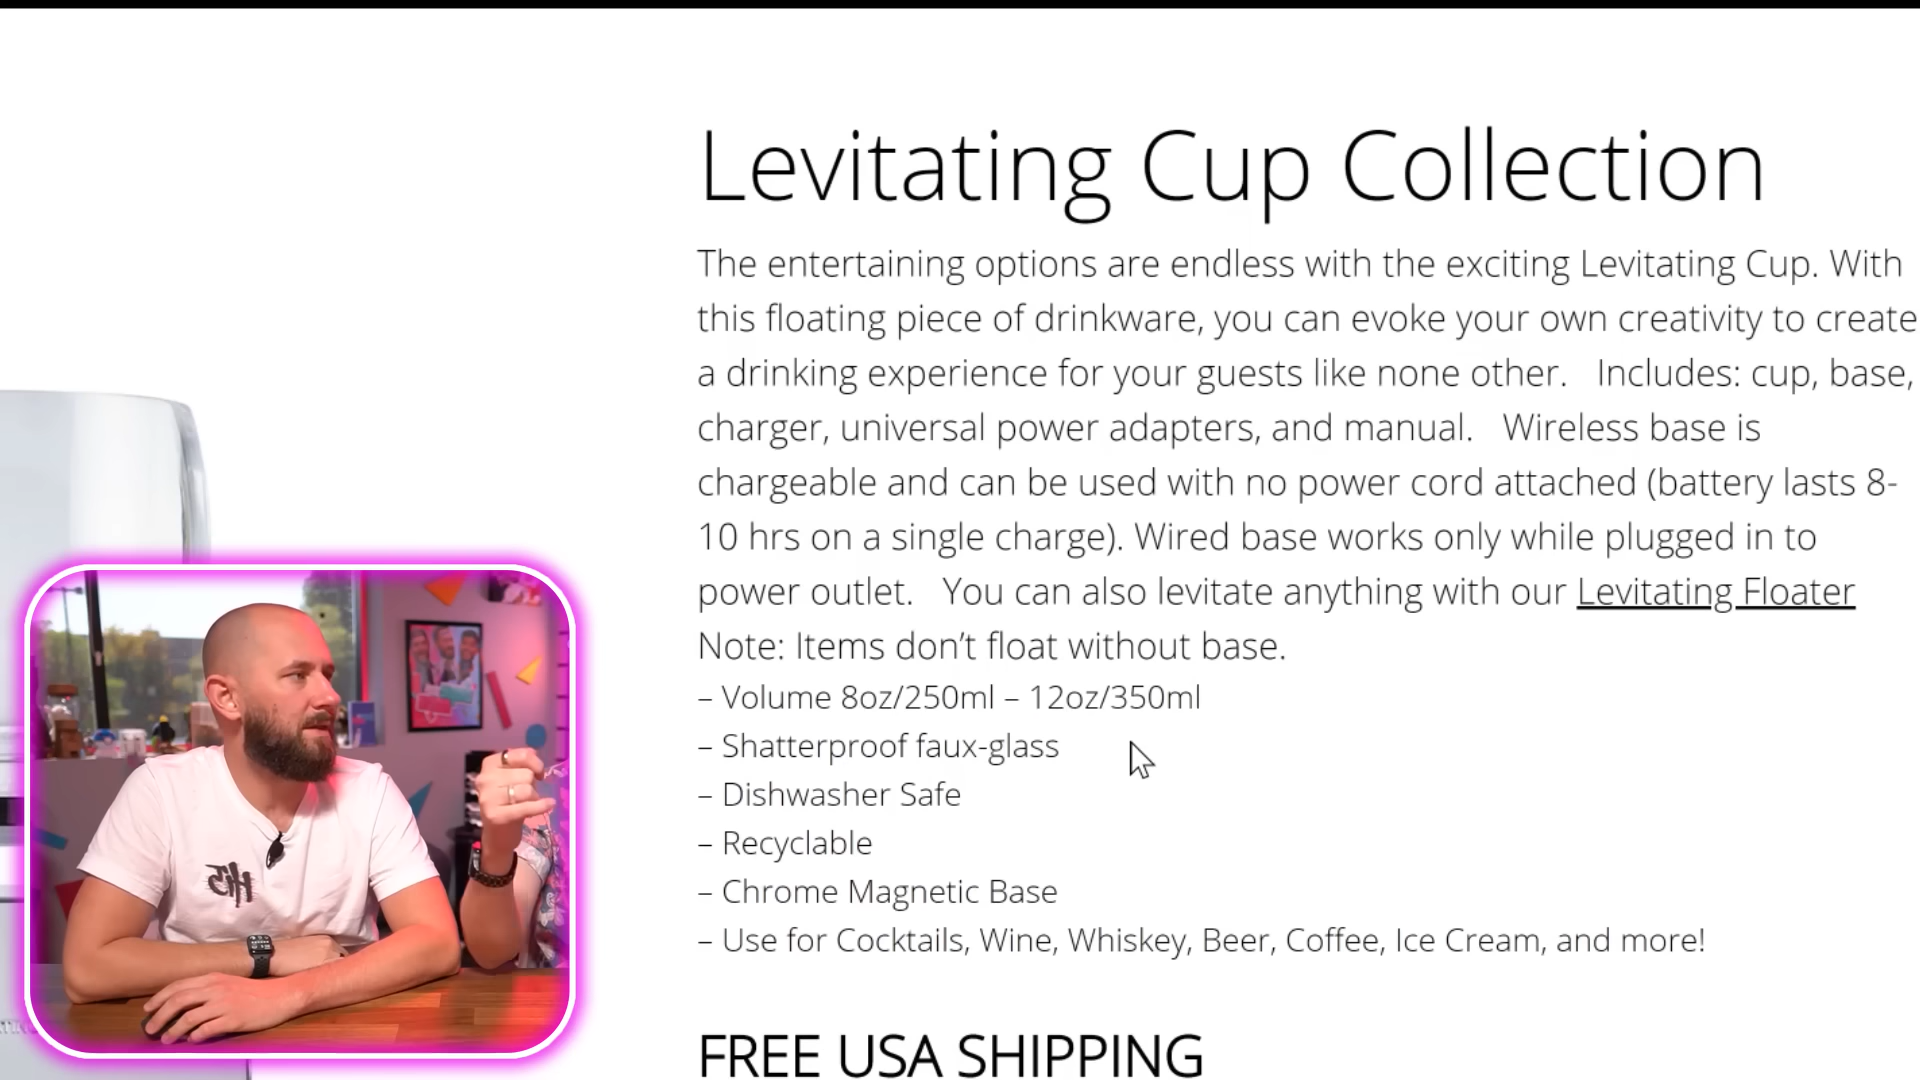 Levitating Cup Collection
The entertaining options are endless with the exciting Levitating Cup. With
this floating piece of drinkware, you can evoke your own creativity to create
a drinking experience for your guests like none other.   Includes: cup, base,
charger, universal power adapters, and manual.   Wireless base is
chargeable and can be used with no power cord attached (battery lasts 8-
10 hrs on a single charge). Wired base works only while plugged in to
power outlet.   You can also levitate anything with our Levitating Floater
Note: Items don’t float without base.
– Volume 8oz/250ml – 12oz/350ml
– Shatterproof faux-glass
– Dishwasher Safe
– Recyclable
– Chrome Magnetic Base
– Use for Cocktails, Wine, Whiskey, Beer, Coffee, Ice Cream, and more!
FREE USA SHIPPING